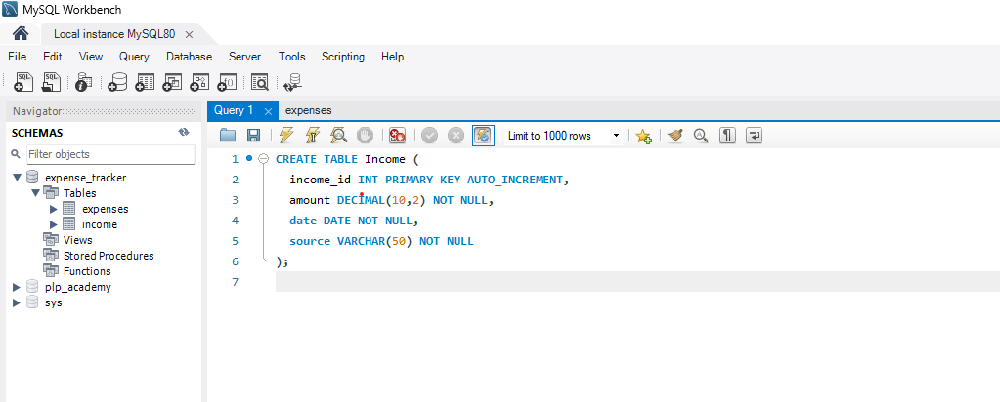 MySQL Workbench
Local instance MySQL80
File Edit View Query Database Server Tools Scripting Help
Navigator
SCHEMAS
Filter objects
expense_tracker
Tables
expenses
income
Views
Stored Procedures
Functions
plp_academy
sys
Query 1 expenses
Limit to 1000 rows
1 CREATE TABLE Income (
2 income_id INT PRIMARY KEY AUTO_INCREMENT,
3 amount DECIMAL(10,2) NOT NULL,
4 date DATE NOT NULL,
5 source VARCHAR(50) NOT NULL
6 );
7